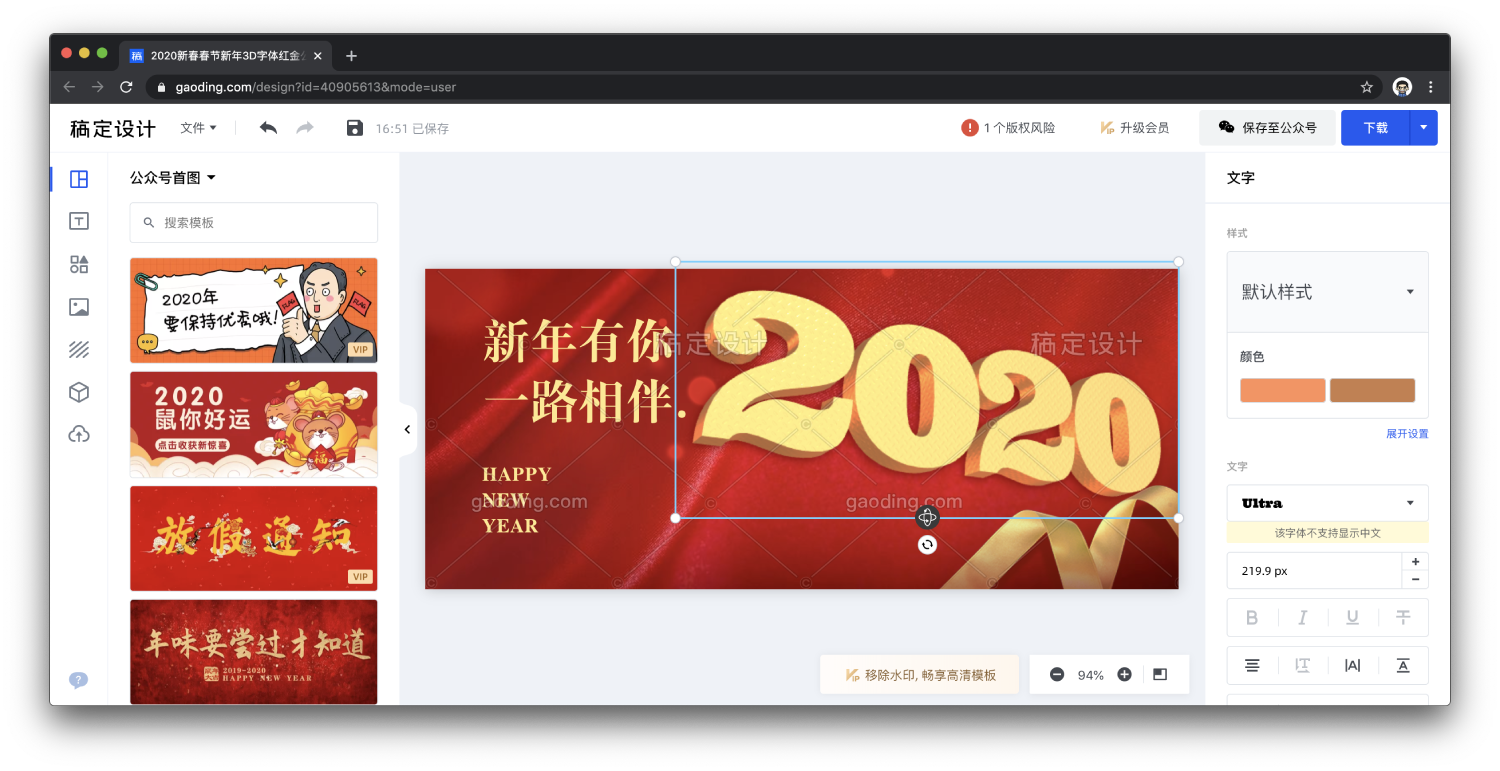 2020新春春节新年3D字体红金
gaoding.com/design?id=40905613&mode=user
稿定设计
文件
16:51 已保存
1 个版权风险
升级会员
保存至公众号
下载
公众号首图
搜索模板
2020年
要保持优秀哦!
FLAG
FLAG
VIP
2020
鼠你好运
点击收获新惊喜
福
放假通知
VIP
年味要尝过才知道
2019-2020
HAPPY NEW YEAR
新年有你
一路相伴.
HAPPY
NEW
YEAR
2020
稿定设计
稿定设计
gaoding.com
gaoding.com
移除水印, 畅享高清模板
94%
文字
样式
默认样式
颜色
展开设置
文字
Ultra
该字体不支持显示中文
219.9 px
B I U T